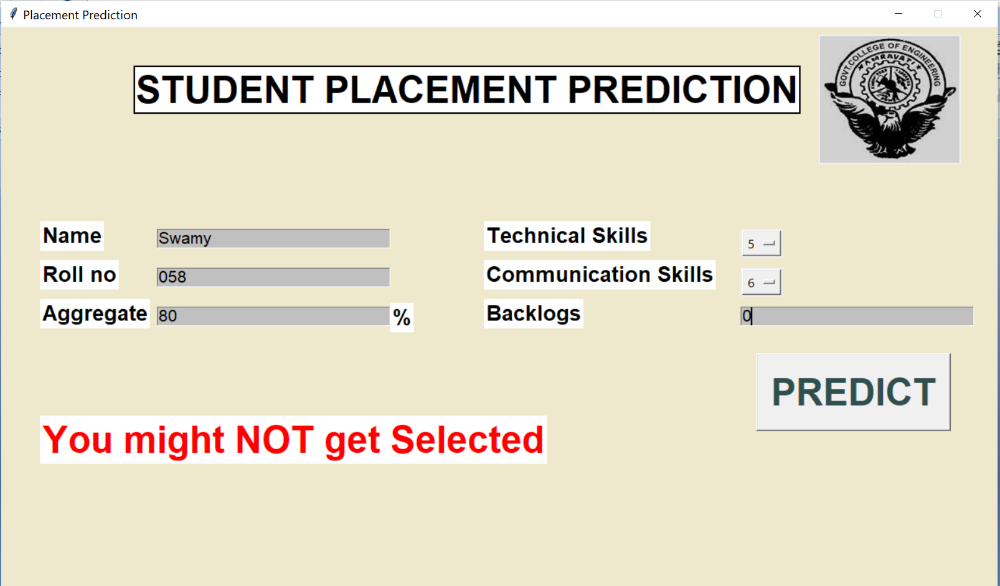 Placement Prediction
STUDENT PLACEMENT PREDICTION
GOVT. COLLEGE OF ENGINEERING
AMRAVATI
Name
Swamy
Technical Skills
5
Roll no
058
Communication Skills
6
Aggregate
80
%
Backlogs
0
PREDICT
You might NOT get Selected